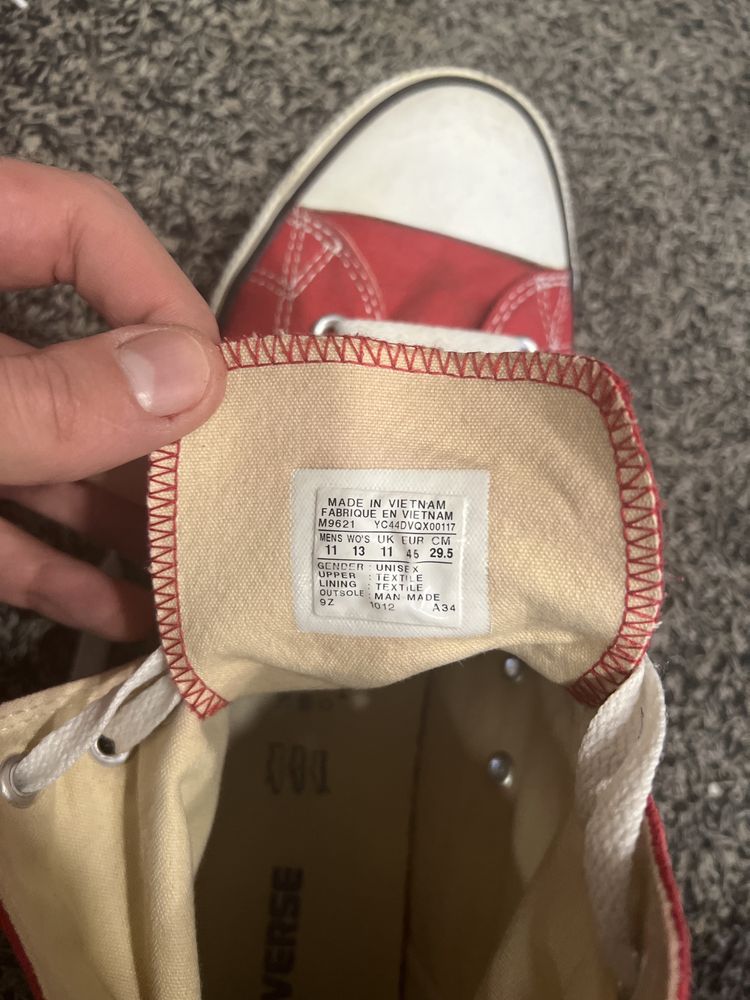 MADE IN VIETNAM
FABRIQUE EN VIETNAM
M9621 YC44DVQX00117
MENS WO'S UK EUR CM
11 13 11 45 29.5
GENDER : UNISEX
UPPER : TEXTILE
LINING : TEXTILE
OUTSOLE : MAN MADE
9Z 1012 A34
VERSE